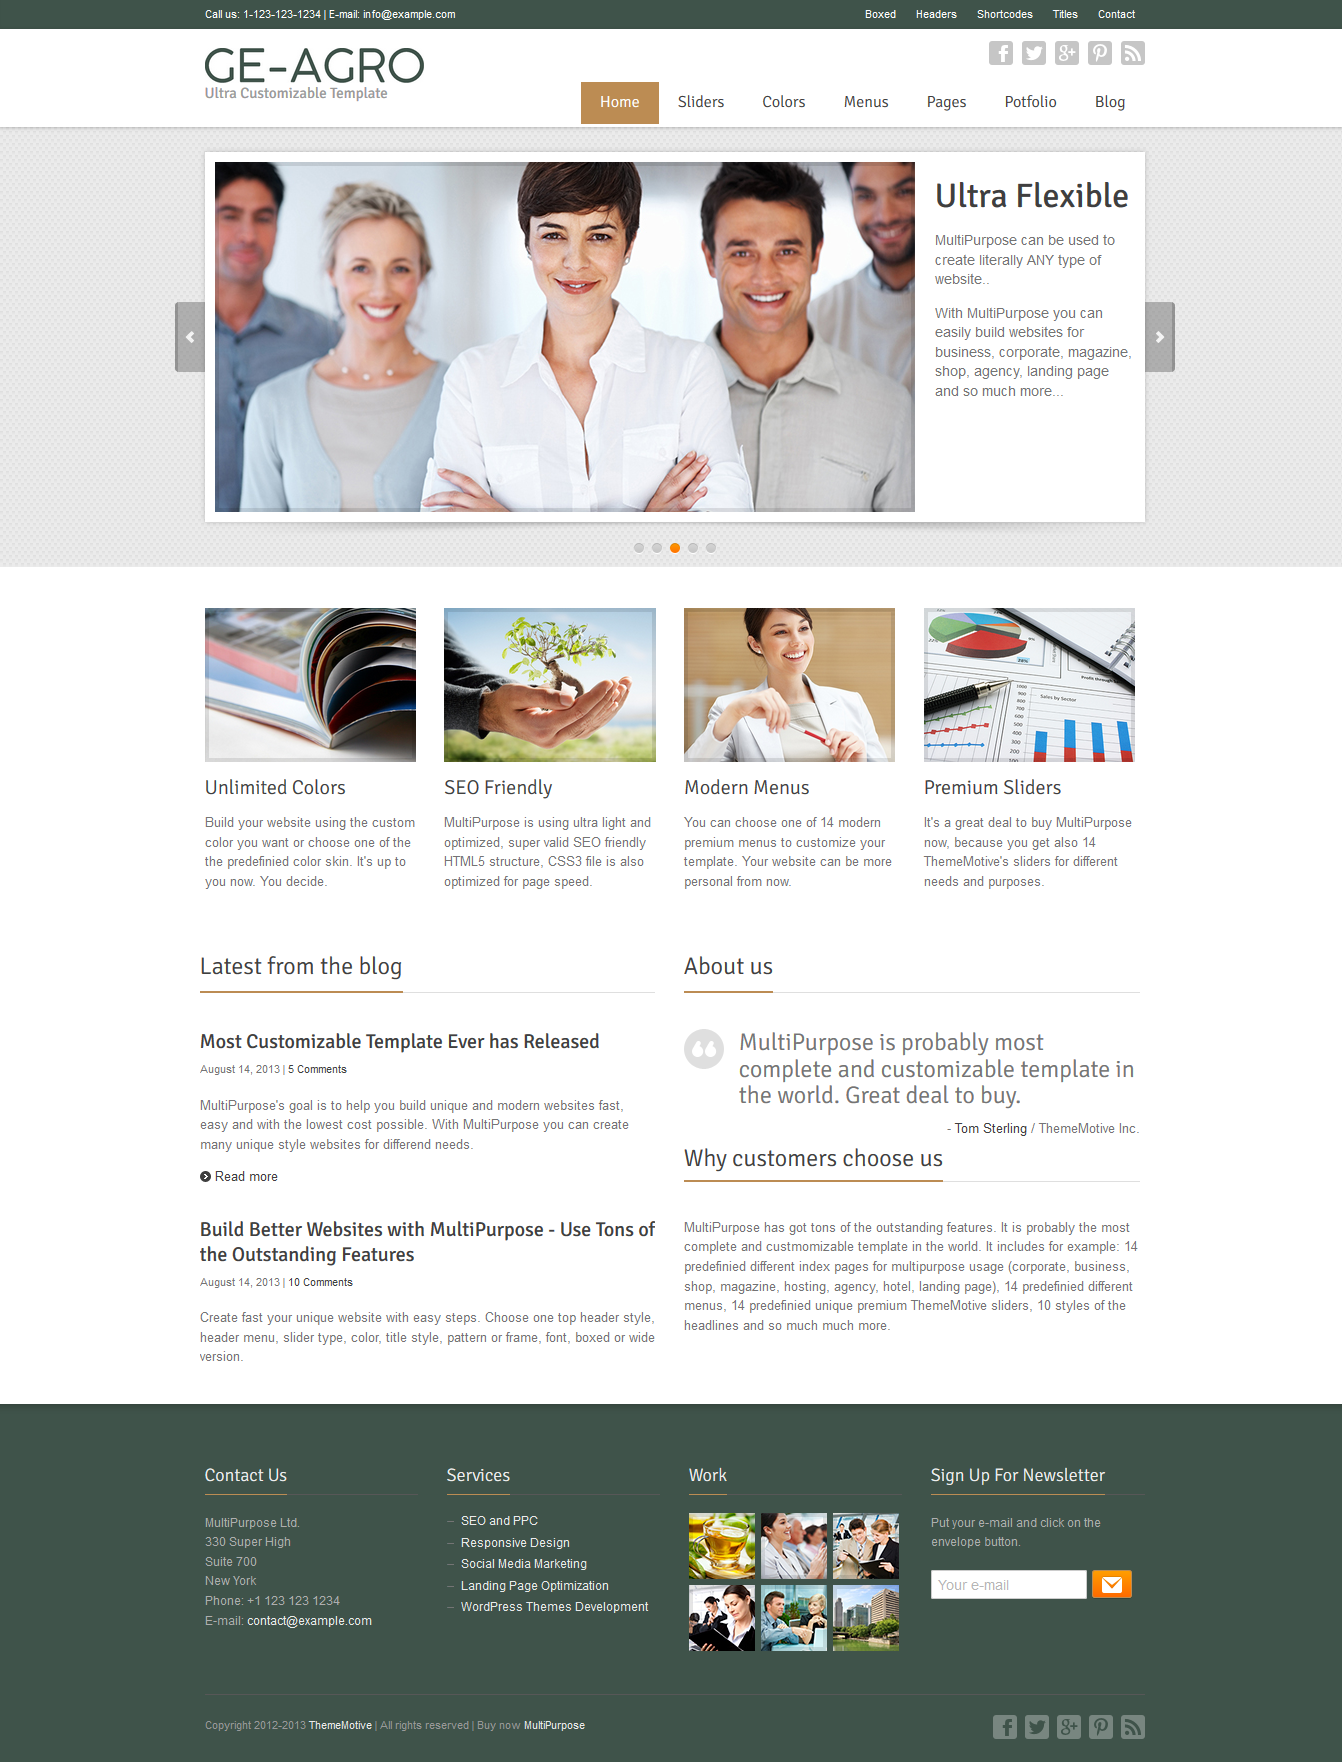 Call us: 1-123-123-1234 | E-mail: info@example.com
Boxed Headers Shortcodes Titles Contact
GE-AGRO
Ultra Customizable Template
Home Sliders Colors Menus Pages Potfolio Blog
Ultra Flexible
MultiPurpose can be used to
create literally ANY type of
website..
With MultiPurpose you can
easily build websites for
business, corporate, magazine,
shop, agency, landing page
and so much more...
Unlimited Colors
Build your website using the custom
color you want or choose one of the
the predefinied color skin. It's up to
you now. You decide.
SEO Friendly
MultiPurpose is using ultra light and
optimized, super valid SEO friendly
HTML5 structure, CSS3 file is also
optimized for page speed.
Modern Menus
You can choose one of 14 modern
premium menus to customize your
template. Your website can be more
personal from now.
Sales by Sector
Premium Sliders
It's a great deal to buy MultiPurpose
now, because you get also 14
ThemeMotive's sliders for different
needs and purposes.
Latest from the blog
Most Customizable Template Ever has Released
August 14, 2013 | 5 Comments
MultiPurpose's goal is to help you build unique and modern websites fast,
easy and with the lowest cost possible. With MultiPurpose you can create
many unique style websites for differend needs.
Read more
Build Better Websites with MultiPurpose - Use Tons of
the Outstanding Features
August 14, 2013 | 10 Comments
Create fast your unique website with easy steps. Choose one top header style,
header menu, slider type, color, title style, pattern or frame, font, boxed or wide
version.
About us
MultiPurpose is probably most
complete and customizable template in
the world. Great deal to buy.
- Tom Sterling / ThemeMotive Inc.
Why customers choose us
MultiPurpose has got tons of the outstanding features. It is probably the most
complete and custmomizable template in the world. It includes for example: 14
predefinied different index pages for multipurpose usage (corporate, business,
shop, magazine, hosting, agency, hotel, landing page), 14 predefinied different
menus, 14 predefinied unique premium ThemeMotive sliders, 10 styles of the
headlines and so much much more.
Contact Us
MultiPurpose Ltd.
330 Super High
Suite 700
New York
Phone: +1 123 123 1234
E-mail: contact@example.com
Services
SEO and PPC
Responsive Design
Social Media Marketing
Landing Page Optimization
WordPress Themes Development
Work
Sign Up For Newsletter
Put your e-mail and click on the
envelope button.
Your e-mail
Copyright 2012-2013 ThemeMotive | All rights reserved | Buy now MultiPurpose